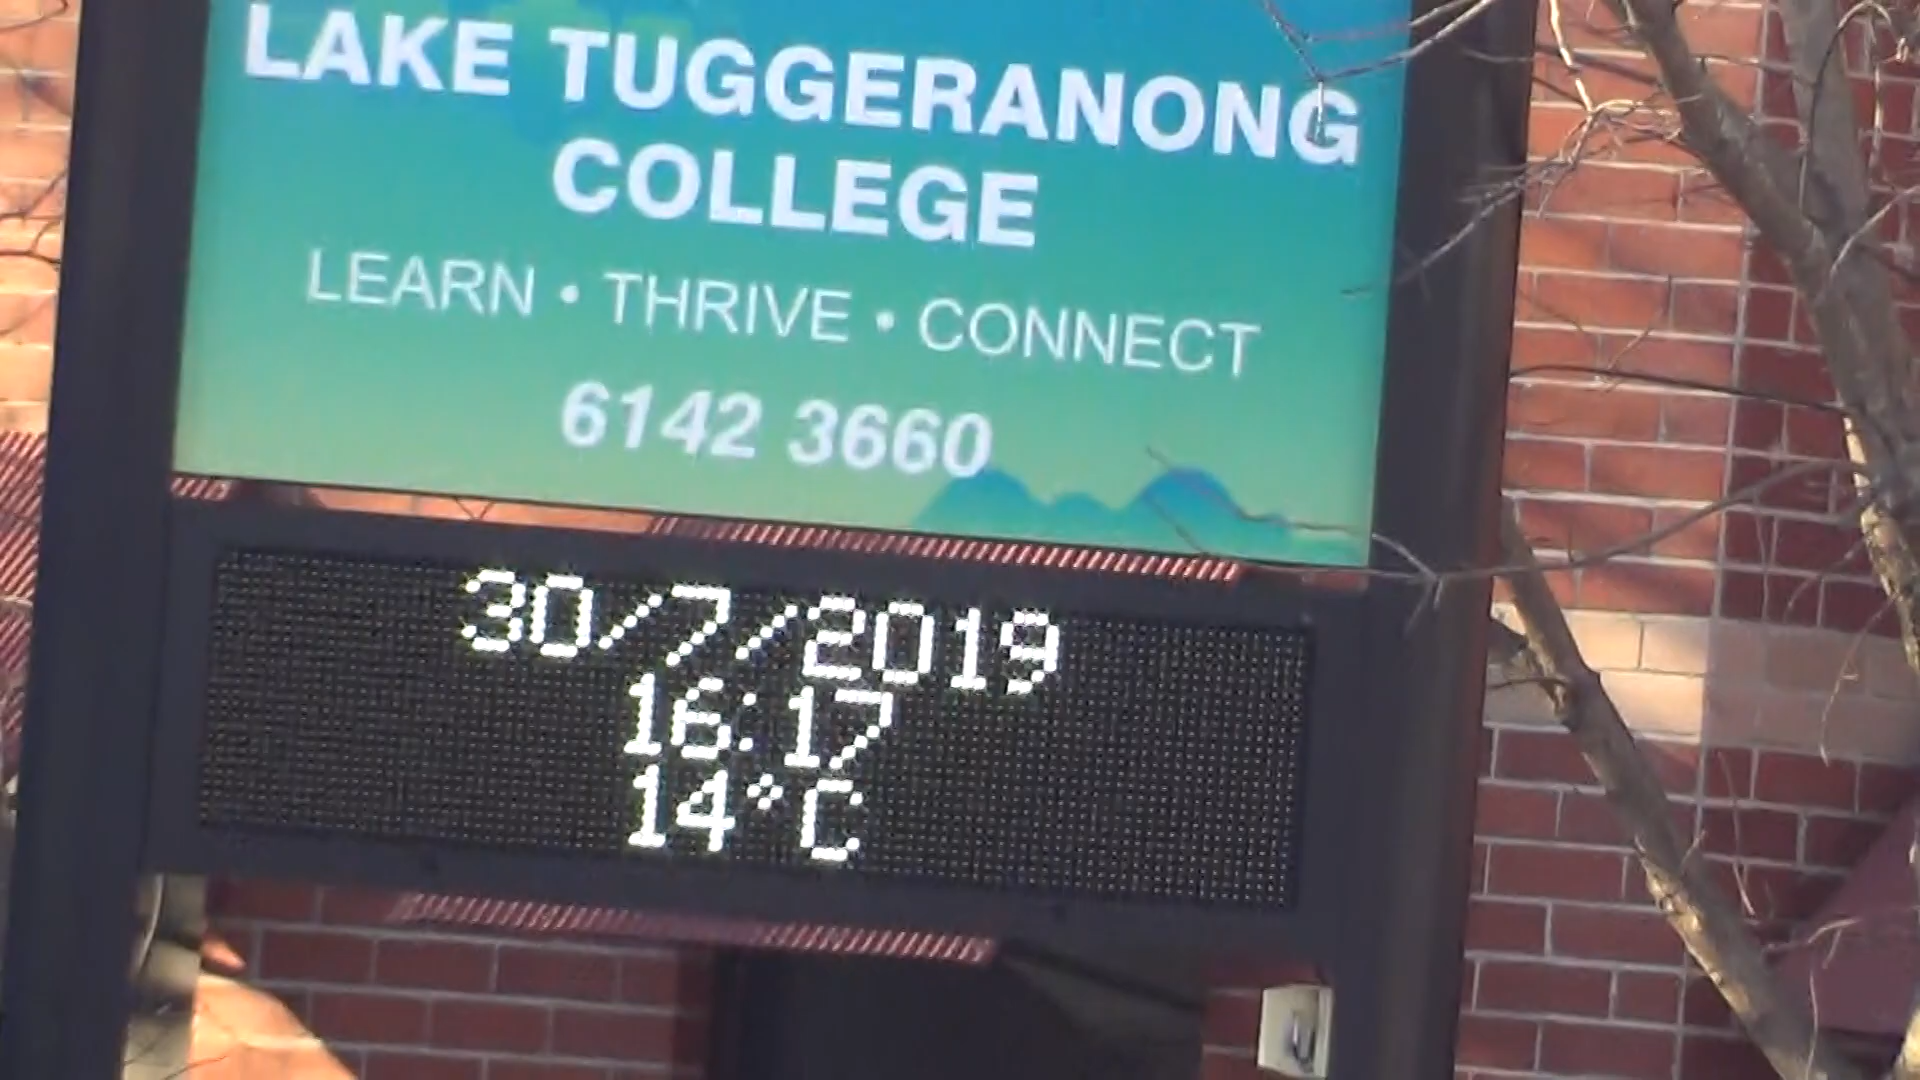 LAKE TUGGERANONG
COLLEGE
LEARN • THRIVE • CONNECT
6142 3660
30/7/2019
16:17
14°C